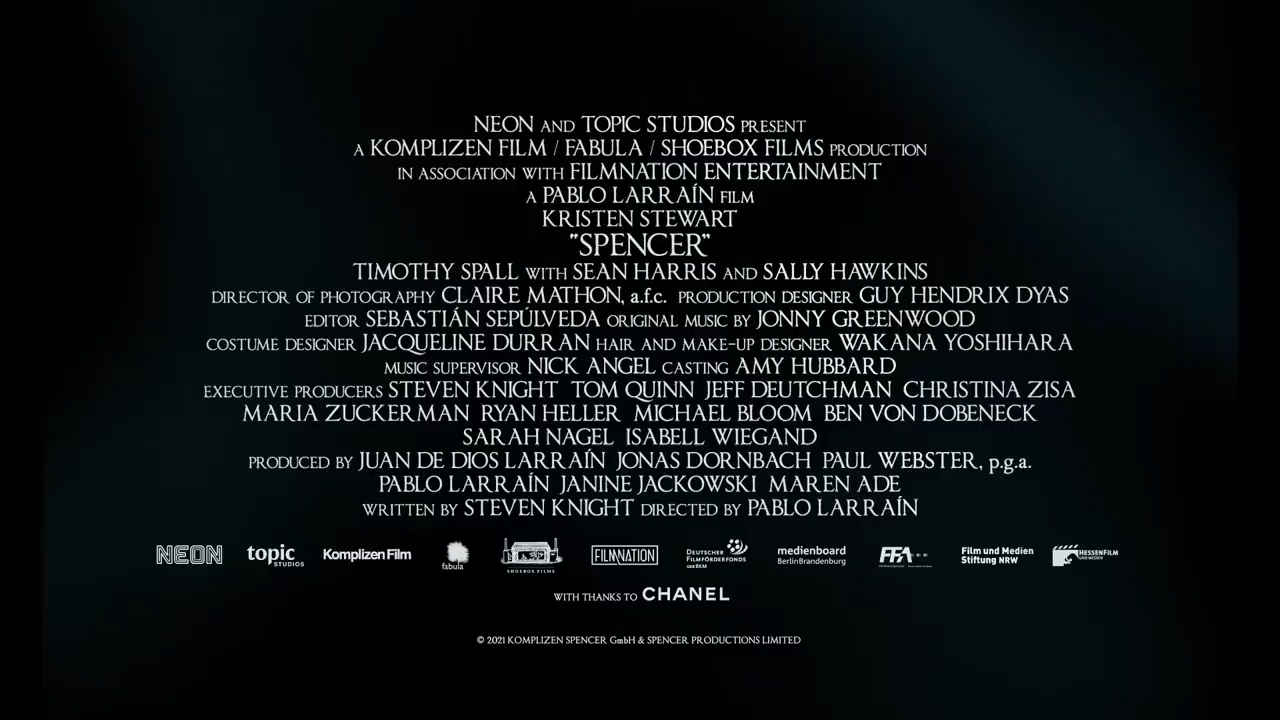 NEON AND TOPIC STUDIOS PRESENT
A KOMPLIZEN FILM / FABULA / SHOEBOX FILMS PRODUCTION
IN ASSOCIATION WITH FILMNATION ENTERTAINMENT
A PABLO LARRAÍN FILM
KRISTEN STEWART
"SPENCER"
TIMOTHY SPALL WITH SEAN HARRIS AND SALLY HAWKINS
DIRECTOR OF PHOTOGRAPHY CLAIRE MATHON, a.f.c. PRODUCTION DESIGNER GUY HENDRIX DYAS
EDITOR SEBASTIÁN SEPÚLVEDA ORIGINAL MUSIC BY JONNY GREENWOOD
COSTUME DESIGNER JACQUELINE DURRAN HAIR AND MAKE-UP DESIGNER WAKANA YOSHIHARA
MUSIC SUPERVISOR NICK ANGEL CASTING AMY HUBBARD
EXECUTIVE PRODUCERS STEVEN KNIGHT TOM QUINN JEFF DEUTCHMAN CHRISTINA ZISA
MARIA ZUCKERMAN RYAN HELLER MICHAEL BLOOM BEN VON DOBENECK
SARAH NAGEL ISABELL WIEGAND
PRODUCED BY JUAN DE DIOS LARRAÍN JONAS DORNBACH PAUL WEBSTER, p.g.a.
PABLO LARRAÍN JANINE JACKOWSKI MAREN ADE
WRITTEN BY STEVEN KNIGHT DIRECTED BY PABLO LARRAÍN
NEON
topic
STUDIOS
Komplizen Film
fabula
SHOEBOX FILMS
FILMNATION
DEUTSCHER
FILMFÖRDERFONDS
DER BKM
medienboard
BerlinBrandenburg
FFA
Film und Medien
Stiftung NRW
HESSENFILM
UND MEDIEN
WITH THANKS TO CHANEL
© 2021 KOMPLIZEN SPENCER GmbH & SPENCER PRODUCTIONS LIMITED